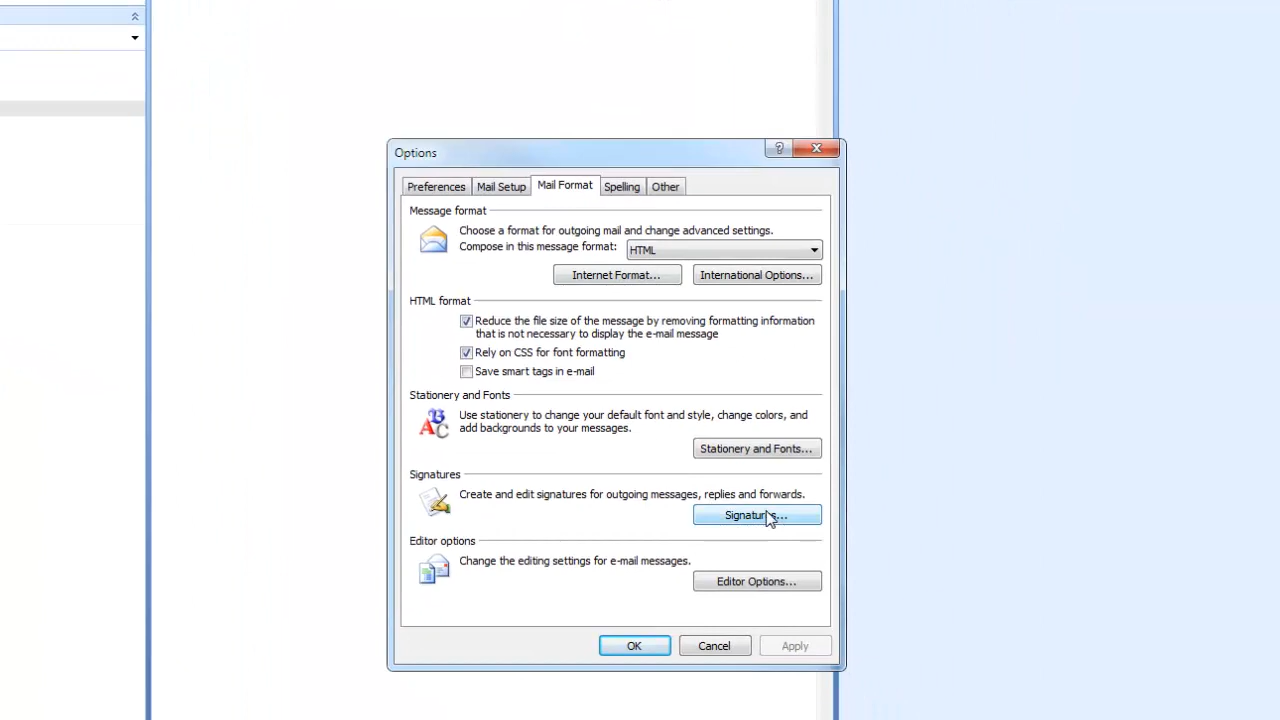 Options
Preferences
Mail Setup
Mail Format
Spelling
Other
Message format
Choose a format for outgoing mail and change advanced settings.
Compose in this message format:
HTML
Internet Format...
International Options...
HTML format
Reduce the file size of the message by removing formatting information
that is not necessary to display the e-mail message
Rely on CSS for font formatting
Save smart tags in e-mail
Stationery and Fonts
Use stationery to change your default font and style, change colors, and
add backgrounds to your messages.
Stationery and Fonts...
Signatures
Create and edit signatures for outgoing messages, replies and forwards.
Signatures...
Editor options
Change the editing settings for e-mail messages.
Editor Options...
OK
Cancel
Apply